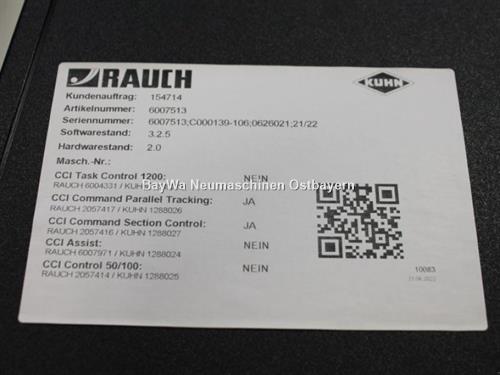 RAUCH
KUHN
Kundenauftrag: 154714
Artikelnummer: 6007513
Seriennummer: 6007513;C000139-106;0626021;21/22
Softwarestand: 3.2.5
Hardwarestand: 2.0
Masch.-Nr.:
CCI Task Control 1200: NEIN
RAUCH 6004331 / KUHN
BayWa Neumaschinen Ostbayern
CCI Command Parallel Tracking: JA
RAUCH 2057417 / KUHN 1288026
CCI Command Section Control: JA
RAUCH 2057416 / KUHN 1288027
CCI Assist: NEIN
RAUCH 6007971 / KUHN 1288024
CCI Control 50/100: NEIN
RAUCH 2057414 / KUHN 1288025
10083